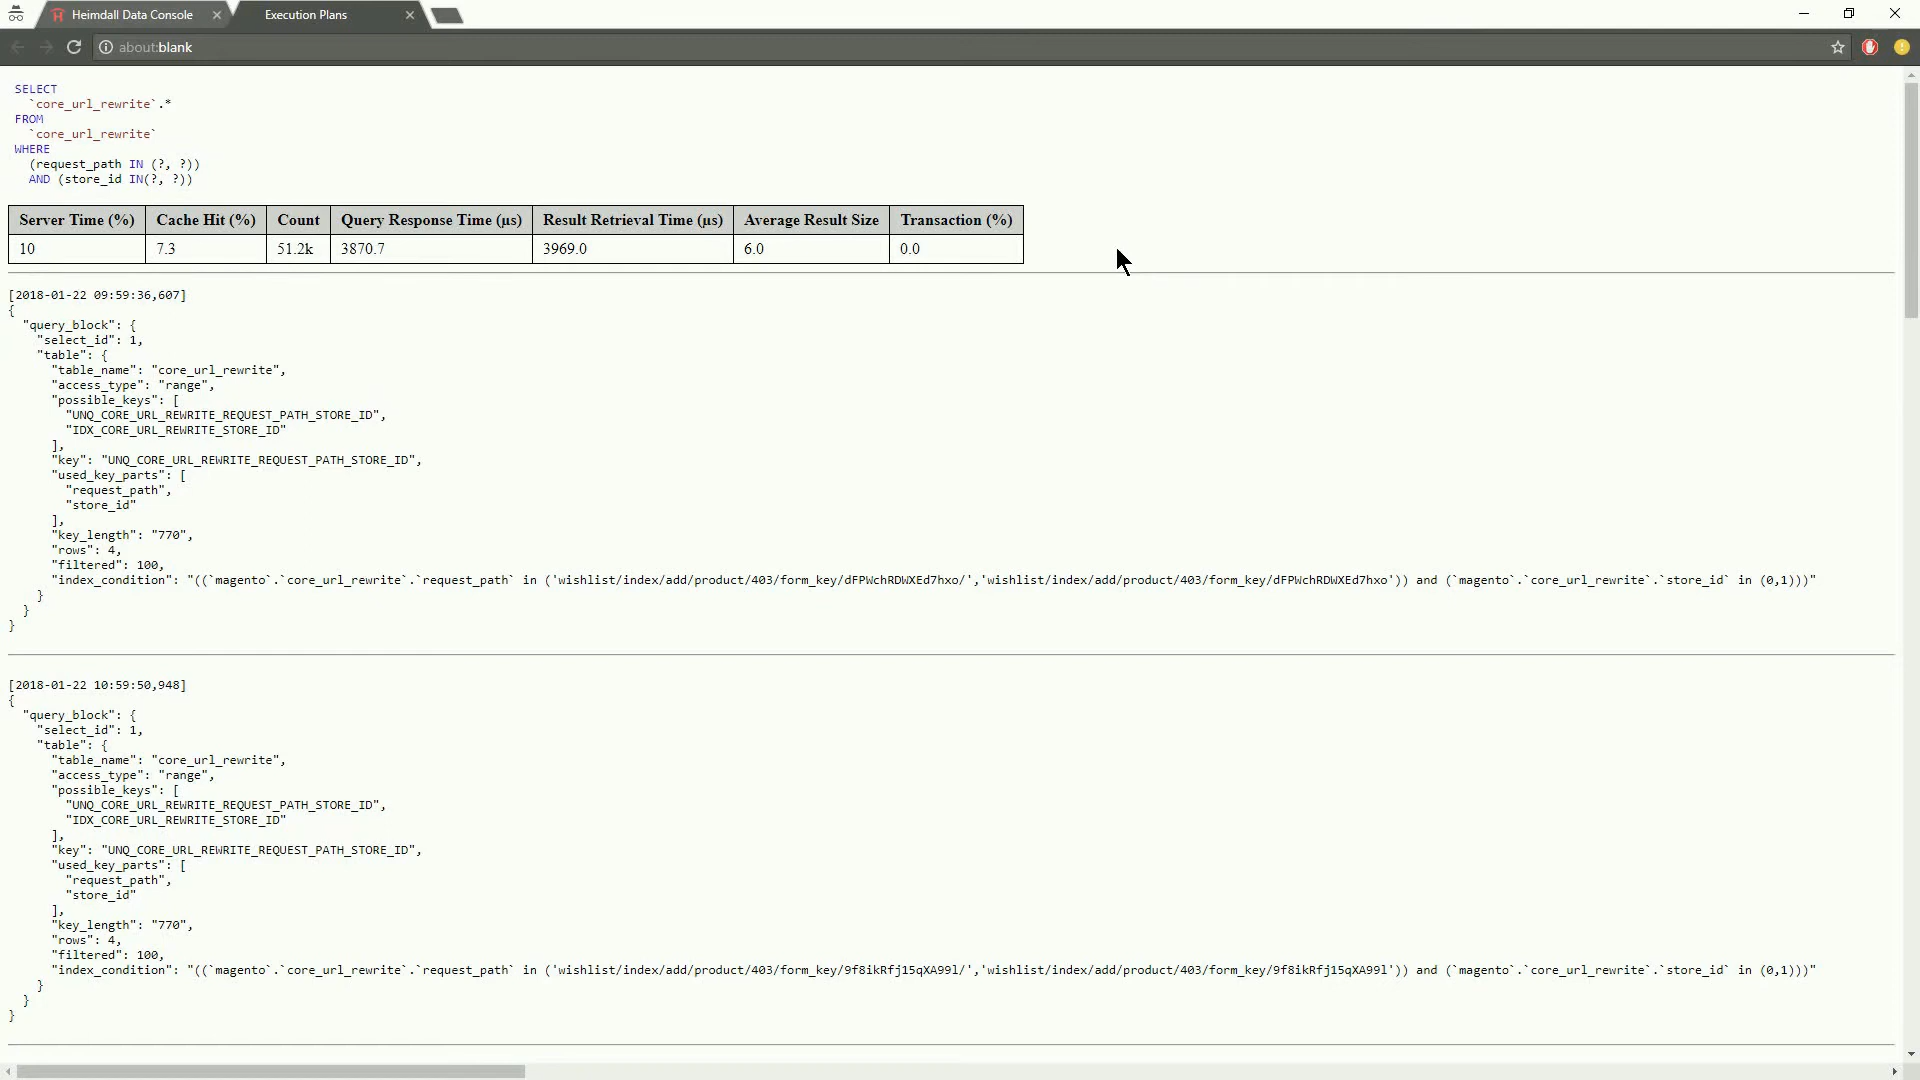 Heimdall Data Console
Execution Plans
about:blank
SELECT
`core_url_rewrite`.*
FROM
`core_url_rewrite`
WHERE
(request_path IN (?, ?))
AND (store_id IN(?, ?))
Server Time (%) Cache Hit (%) Count Query Response Time (µs) Result Retrieval Time (µs) Average Result Size Transaction (%)
10 7.3 51.2k 3870.7 3969.0 6.0 0.0
[2018-01-22 09:59:36,607]
{
"query_block": {
"select_id": 1,
"table": {
"table_name": "core_url_rewrite",
"access_type": "range",
"possible_keys": [
"UNQ_CORE_URL_REWRITE_REQUEST_PATH_STORE_ID",
"IDX_CORE_URL_REWRITE_STORE_ID"
],
"key": "UNQ_CORE_URL_REWRITE_REQUEST_PATH_STORE_ID",
"used_key_parts": [
"request_path",
"store_id"
],
"key_length": "770",
"rows": 4,
"filtered": 100,
"index_condition": "((`magento`.`core_url_rewrite`.`request_path` in ('wishlist/index/add/product/403/form_key/dFPWchRDWXEd7hxo/','wishlist/index/add/product/403/form_key/dFPWchRDWXEd7hxo')) and (`magento`.`core_url_rewrite`.`store_id` in (0,1)))"
}
}
}
[2018-01-22 10:59:50,948]
{
"query_block": {
"select_id": 1,
"table": {
"table_name": "core_url_rewrite",
"access_type": "range",
"possible_keys": [
"UNQ_CORE_URL_REWRITE_REQUEST_PATH_STORE_ID",
"IDX_CORE_URL_REWRITE_STORE_ID"
],
"key": "UNQ_CORE_URL_REWRITE_REQUEST_PATH_STORE_ID",
"used_key_parts": [
"request_path",
"store_id"
],
"key_length": "770",
"rows": 4,
"filtered": 100,
"index_condition": "((`magento`.`core_url_rewrite`.`request_path` in ('wishlist/index/add/product/403/form_key/9f8ikRfj15qXA99l/','wishlist/index/add/product/403/form_key/9f8ikRfj15qXA99l')) and (`magento`.`core_url_rewrite`.`store_id` in (0,1)))"
}
}
}